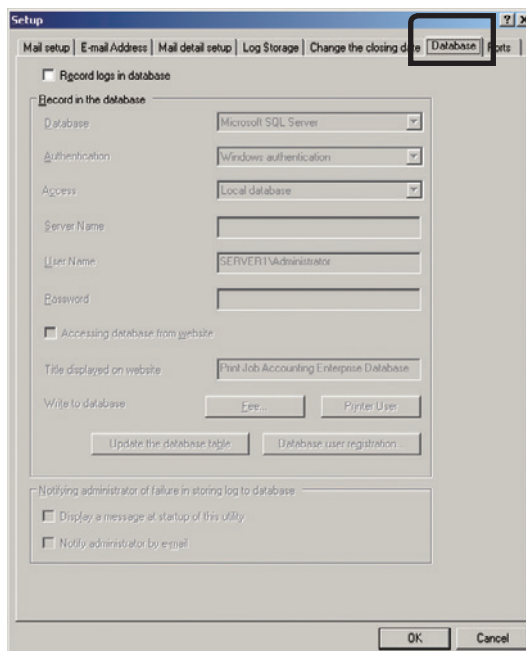 Setup
Mail setup E-mail Address Mail detail setup Log Storage Change the closing date Database Ports
Record logs in database
Record in the database
Database Microsoft SQL Server
Authentication Windows authentication
Access Local database
Server Name
User Name SERVER1\Administrator
Password
Accessing database from website
Title displayed on website Print Job Accounting Enterprise Database
Write to database Fee... Printer User
Update the database table Database user registration...
Notifying administrator of failure in storing log to database
Display a message at startup of this utility
Notify administrator by e-mail
OK Cancel